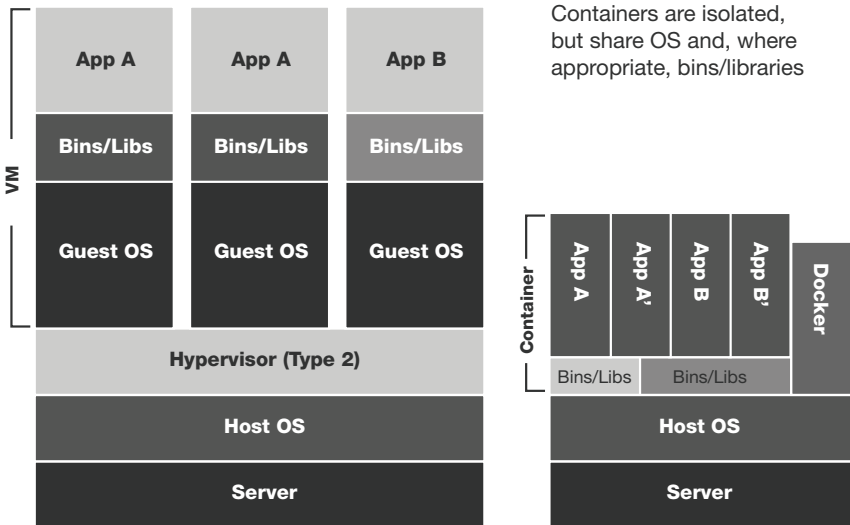 App A
App A
App B
Containers are isolated,
but share OS and, where
appropriate, bins/libraries
Bins/Libs
Bins/Libs
Bins/Libs
VM
Guest OS
Guest OS
Guest OS
Hypervisor (Type 2)
Host OS
Server
Container
App A
App A’
App B
App B’
Docker
Bins/Libs
Bins/Libs
Host OS
Server